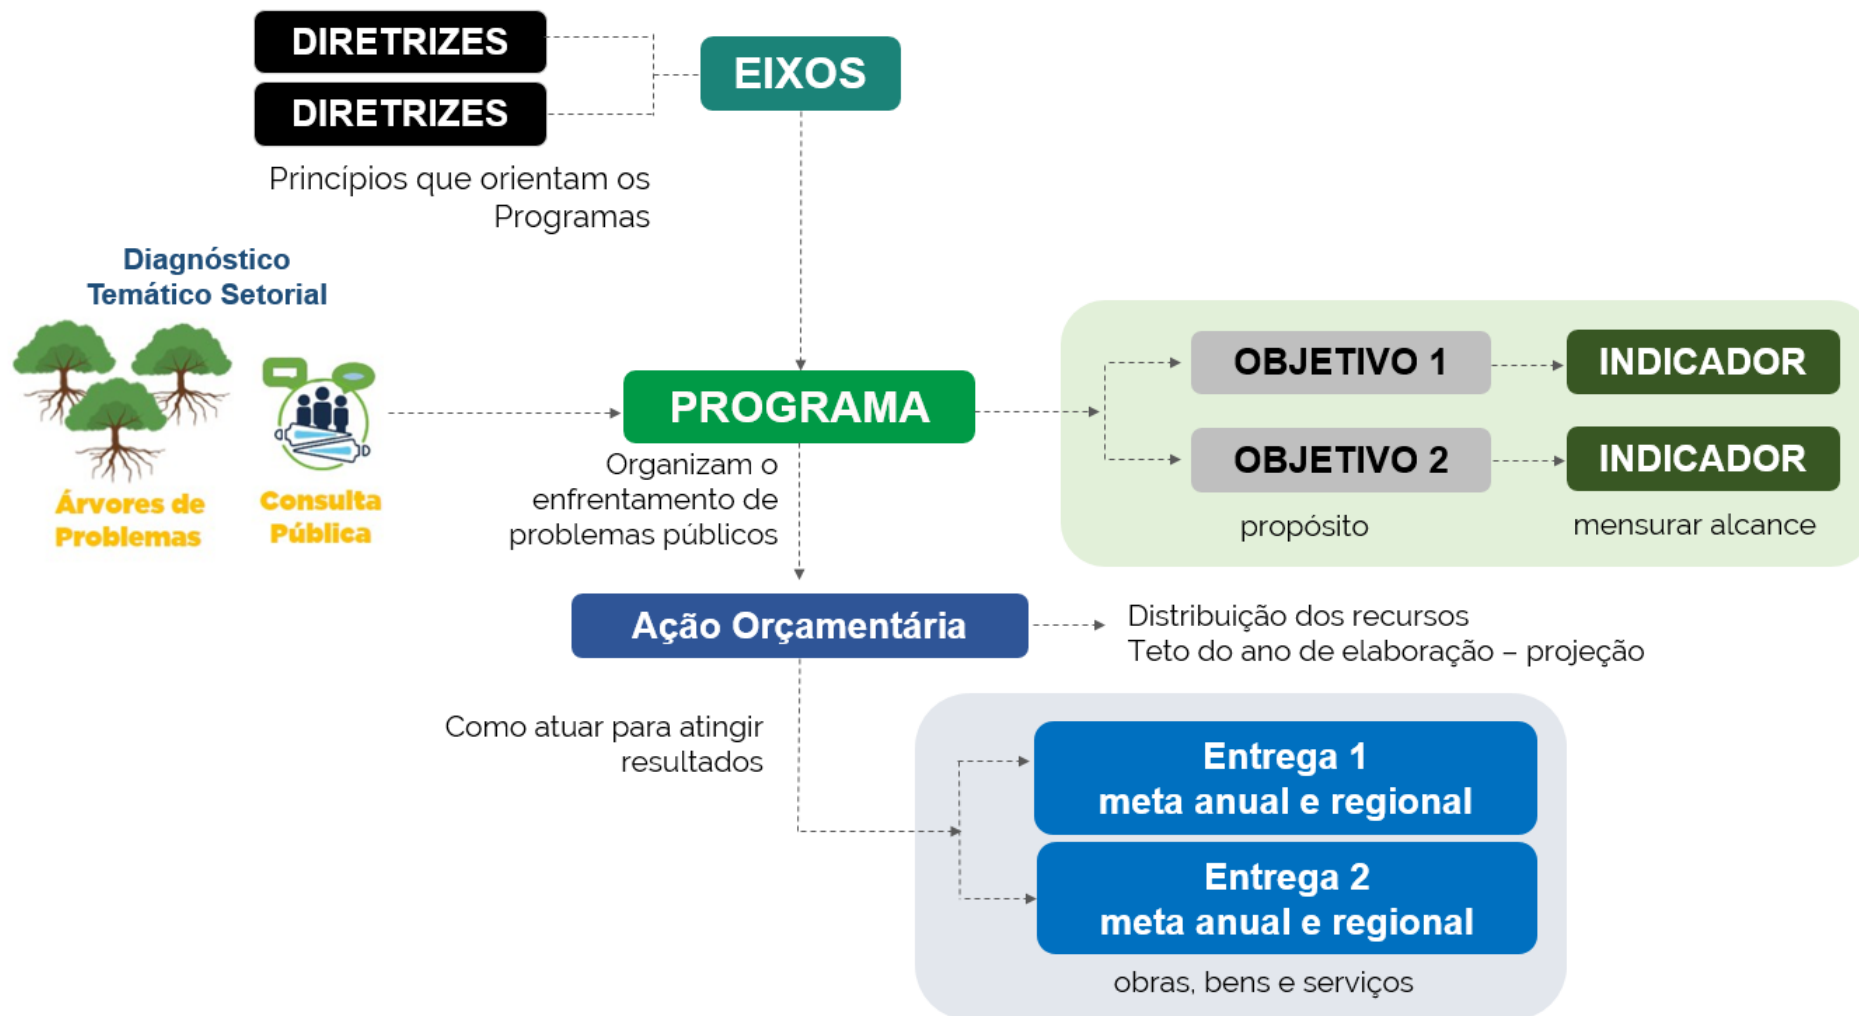 DIRETRIZES
DIRETRIZES
EIXOS
Princípios que orientam os
Programas
Diagnóstico
Temático Setorial
Árvores de
Problemas
Consulta
Pública
PROGRAMA
Organizam o
enfrentamento de
problemas públicos
OBJETIVO 1
INDICADOR
OBJETIVO 2
INDICADOR
propósito
mensurar alcance
Ação Orçamentária
Distribuição dos recursos
Teto do ano de elaboração – projeção
Como atuar para atingir
resultados
Entrega 1
meta anual e regional
Entrega 2
meta anual e regional
obras, bens e serviços